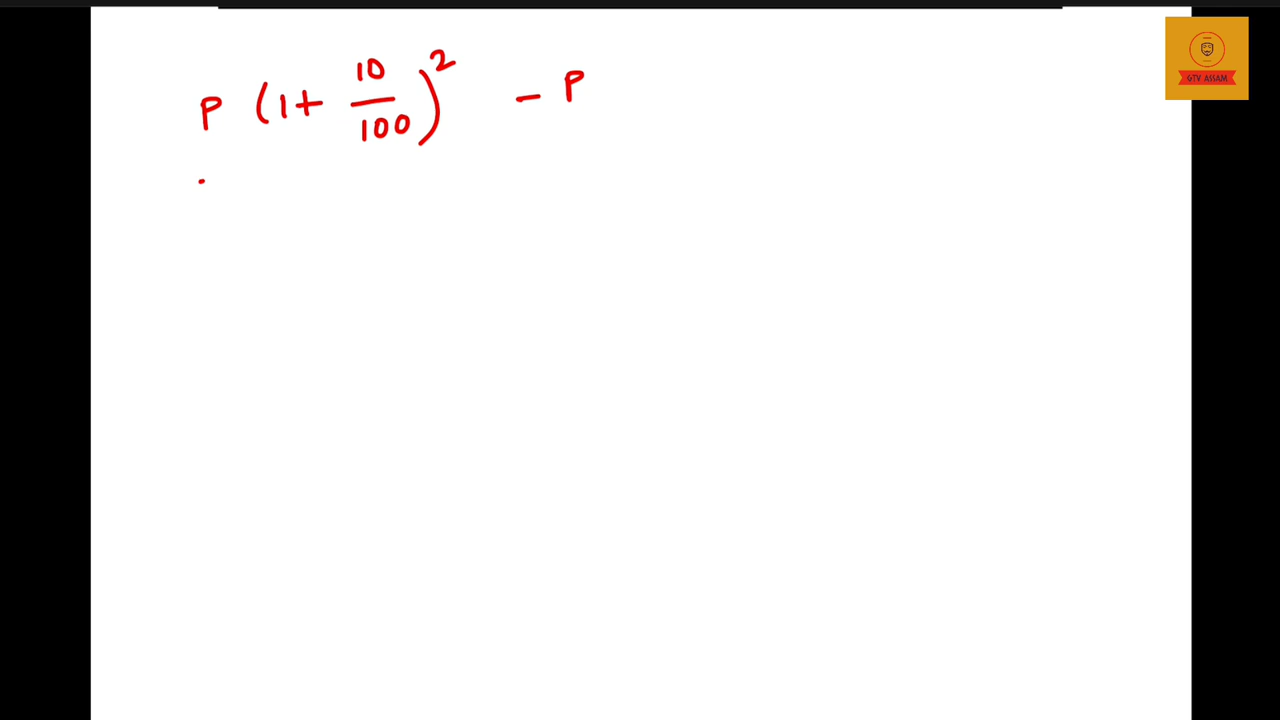 P (1 + 10/100)² - P
GTV ASSAM